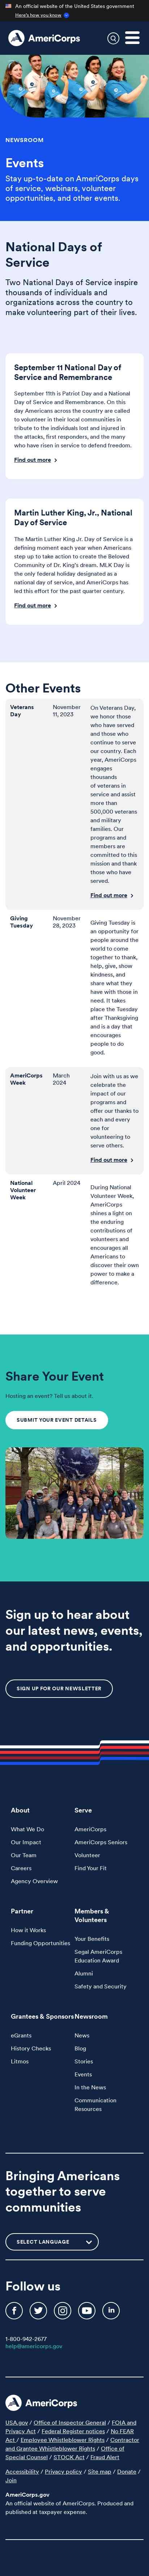 An official website of the United States government
Here's how you know
AmeriCorps
NEWSROOM
Events
Stay up-to-date on AmeriCorps days
of service, webinars, volunteer
opportunities, and other events.
National Days of
Service
Two National Days of Service inspire
thousands of individuals and
organizations across the country to
make volunteering part of their lives.
September 11 National Day of
Service and Remembrance
September 11th is Patriot Day and a National
Day of Service and Remembrance. On this
day Americans across the country are called
to volunteer in their local communities in
tribute to the individuals lost and injured in
the attacks, first responders, and the many
who have risen in service to defend freedom.
Find out more
Martin Luther King, Jr., National
Day of Service
The Martin Luther King Jr. Day of Service is a
defining moment each year when Americans
step up to take action to create the Beloved
Community of Dr. King's dream. MLK Day is
the only federal holiday designated as a
national day of service, and AmeriCorps has
led this effort for the past quarter century.
Find out more
Other Events
Veterans
Day
November
11, 2023
On Veterans Day,
we honor those
who have served
and those who
continue to serve
our country. Each
year, AmeriCorps
engages
thousands
of veterans in
service and assist
more than
500,000 veterans
and military
families. Our
programs and
members are
committed to this
mission and thank
those who have
served.
Find out more
Giving
Tuesday
November
28, 2023
Giving Tuesday is
an opportunity for
people around the
world to come
together to thank,
help, give, show
kindness, and
share what they
have with those in
need. It takes
place the Tuesday
after Thanksgiving
and is a day that
encourages
people to do
good.
AmeriCorps
Week
March
2024
Join with us as we
celebrate the
impact of our
programs and
offer our thanks to
each and every
one for
volunteering to
serve others.
Find out more
National
Volunteer
Week
April 2024
During National
Volunteer Week,
AmeriCorps
shines a light on
the enduring
contributions of
volunteers and
encourages all
Americans to
discover their own
power to make a
difference.
Share Your Event
Hosting an event? Tell us about it.
SUBMIT YOUR EVENT DETAILS
Sign up to hear about
our latest news, events,
and opportunities.
SIGN UP FOR OUR NEWSLETTER
About
What We Do
Our Impact
Our Team
Careers
Agency Overview
Serve
AmeriCorps
AmeriCorps Seniors
Volunteer
Find Your Fit
Partner
How it Works
Funding Opportunities
Members &
Volunteers
Your Benefits
Segal AmeriCorps
Education Award
Alumni
Safety and Security
Grantees & Sponsors
eGrants
History Checks
Litmos
Newsroom
News
Blog
Stories
Events
In the News
Communication
Resources
Bringing Americans
together to serve
communities
SELECT LANGUAGE
Follow us
1-800-942-2677
help@americorps.gov
AmeriCorps
USA.gov / Office of Inspector General / FOIA and
Privacy Act / Federal Register notices / No FEAR
Act / Employee Whistleblower Rights / Contractor
and Grantee Whistleblower Rights / Office of
Special Counsel / STOCK Act / Fraud Alert
Accessibility / Privacy policy / Site map / Donate /
Join
AmeriCorps.gov
An official website of AmeriCorps. Produced and
published at taxpayer expense.